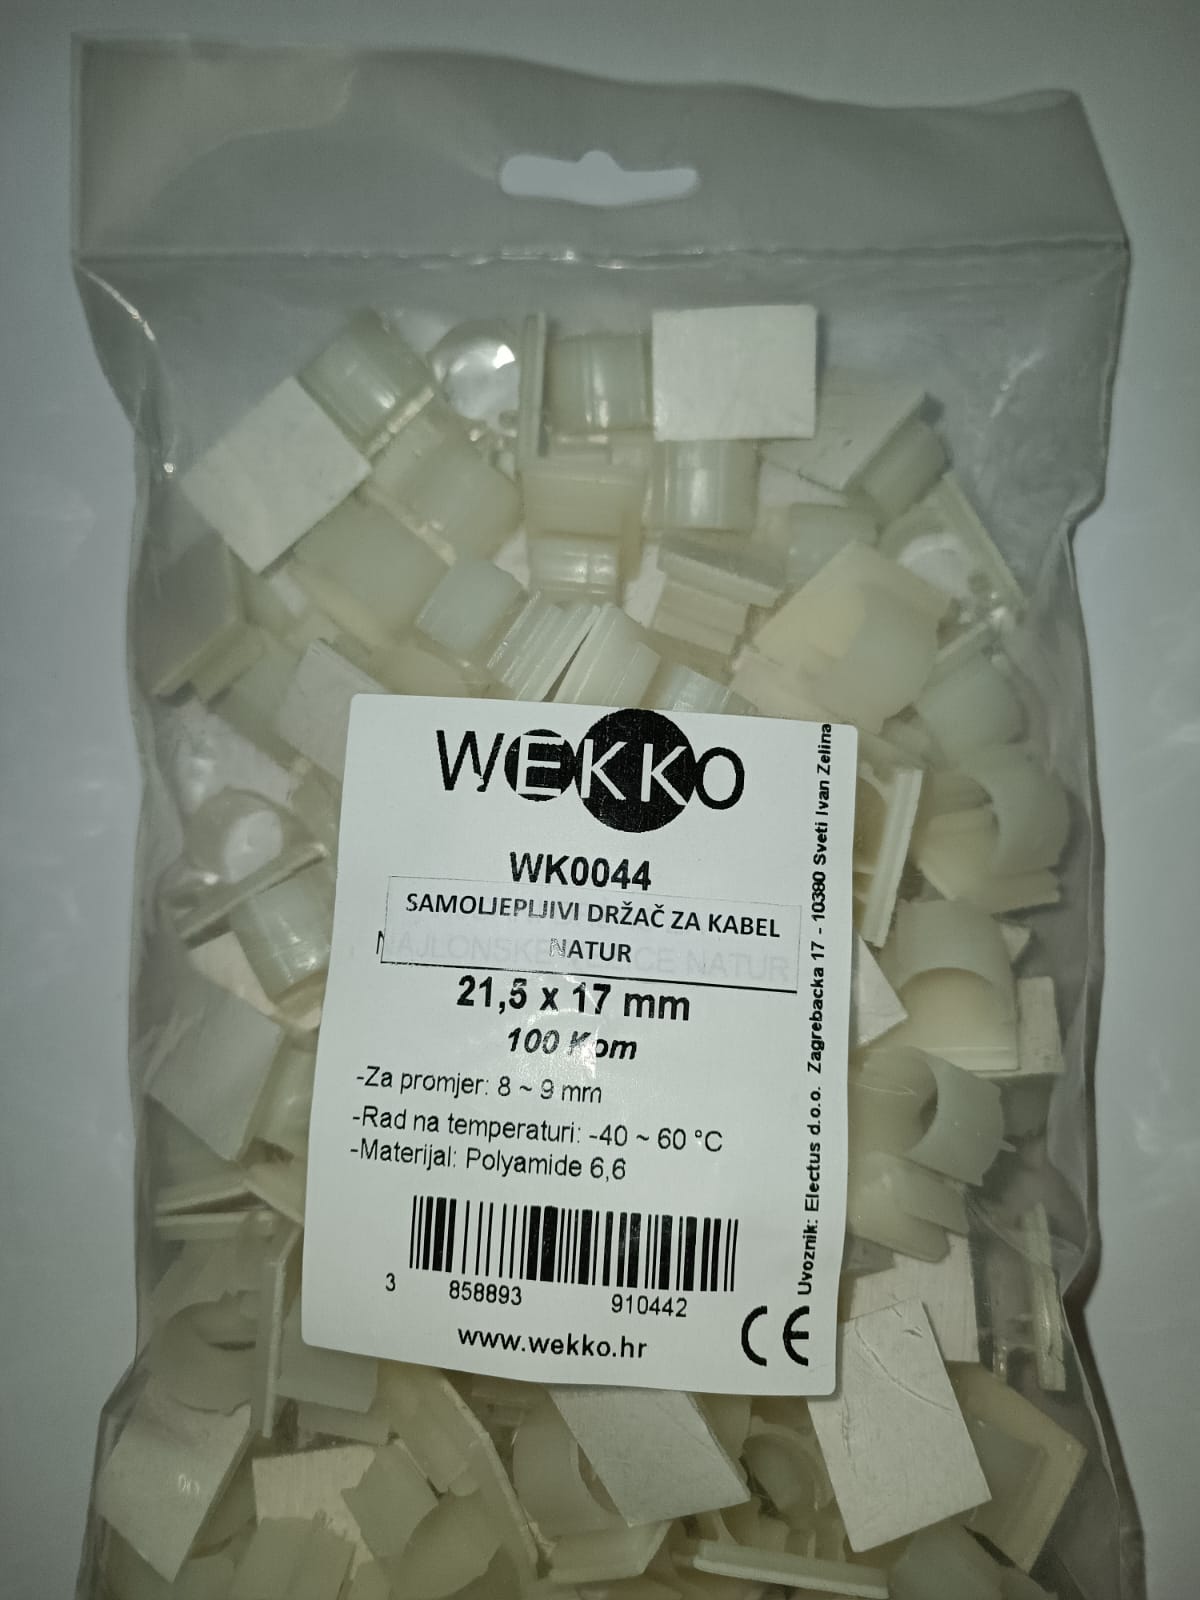 WEKKO
WK0044
SAMOLJEPLJIVI DRŽAČ ZA KABEL
NATUR
21,5 x 17 mm
100 Kom
-Za promjer: 8 ~ 9 mm
-Rad na temperaturi: -40 ~ 60 °C
-Materijal: Polyamide 6,6
3 858893 910442
www.wekko.hr
CE
Uvoznik: Electus d.o.o. Zagrebacka 17 - 10380 Sveti Ivan Zelina